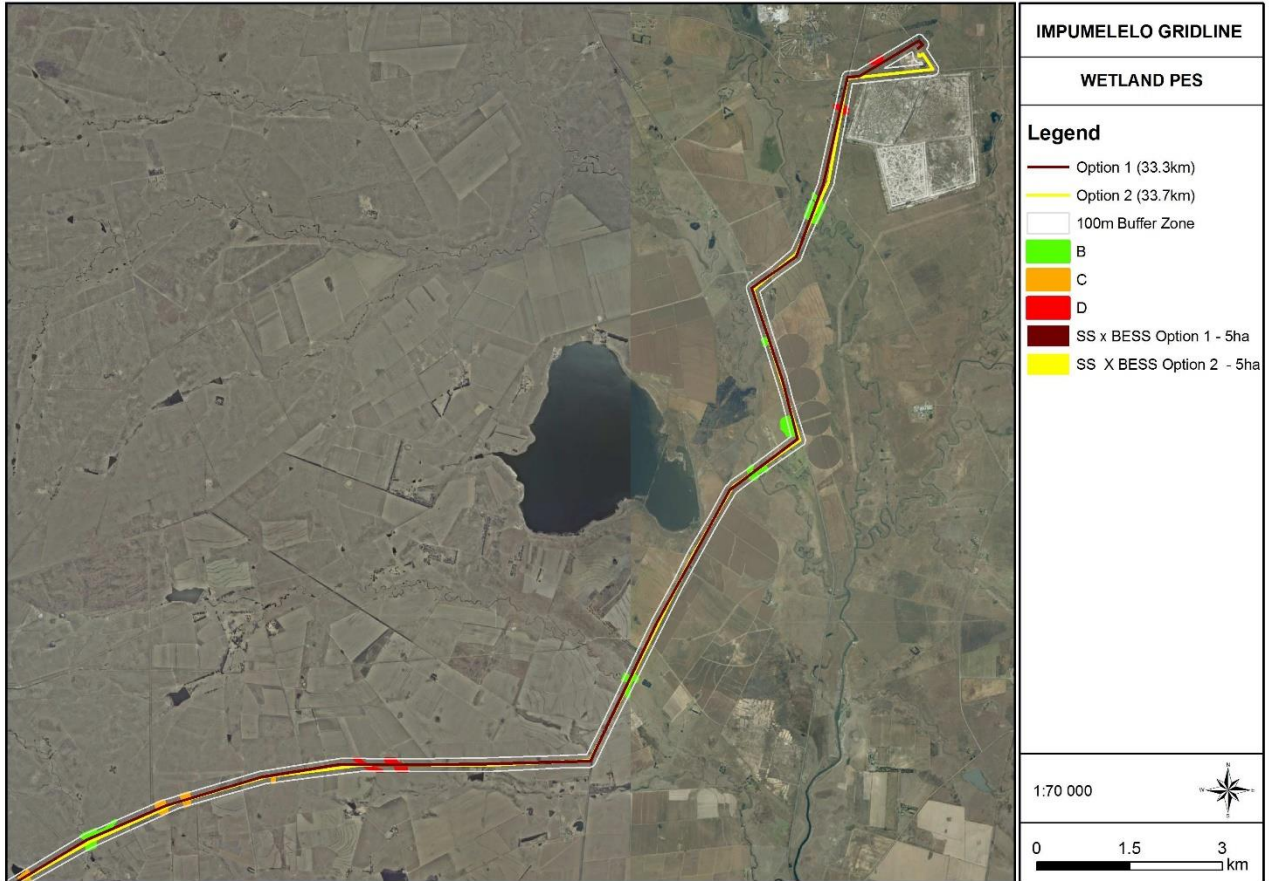 IMPUMELELO GRIDLINE
WETLAND PES
Legend
Option 1 (33.3km)
Option 2 (33.7km)
100m Buffer Zone
B
C
D
SS x BESS Option 1 - 5ha
SS X BESS Option 2 - 5ha
1:70 000
N
W E
S
0 1.5 3
km